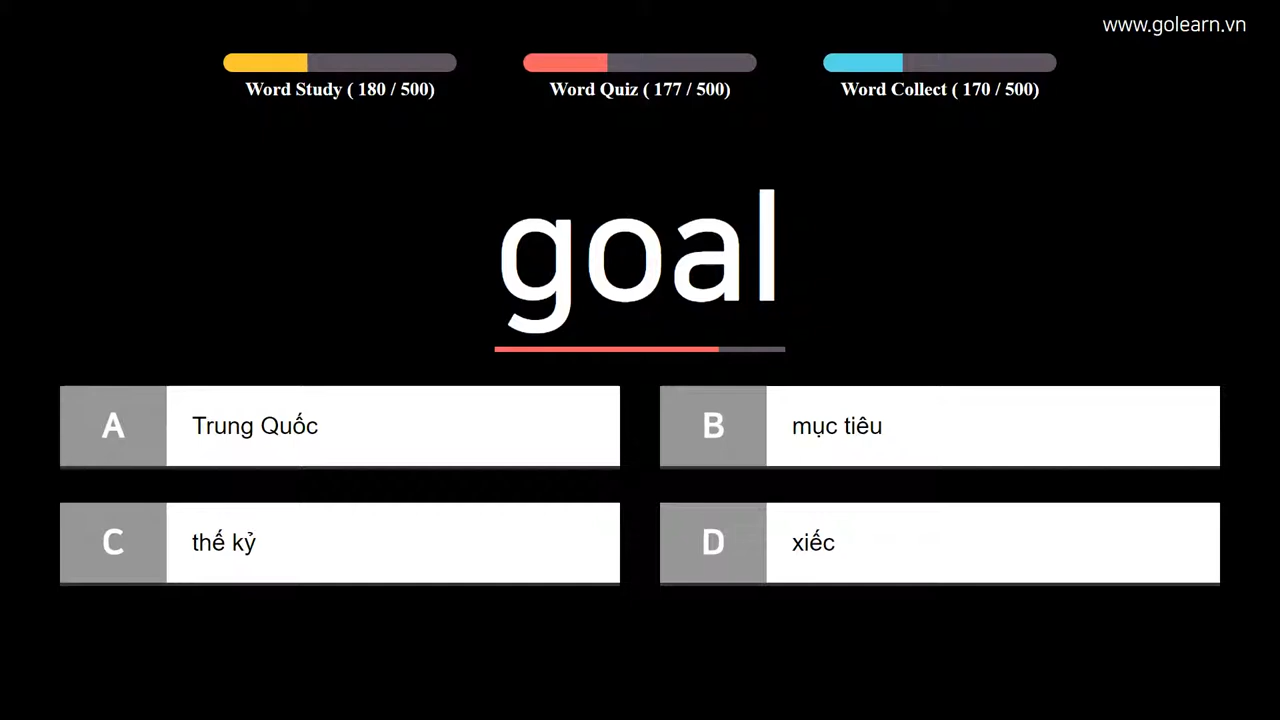 www.golearn.vn
Word Study ( 180 / 500)
Word Quiz ( 177 / 500)
Word Collect ( 170 / 500)
goal
A Trung Quốc
B mục tiêu
C thế kỷ
D xiếc